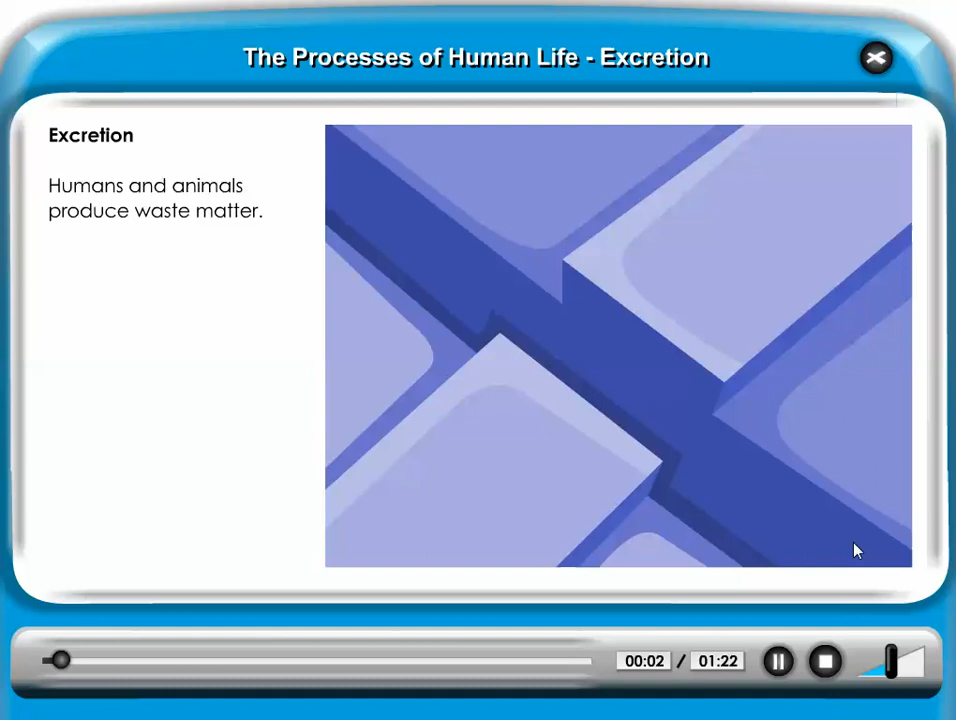 The Processes of Human Life - Excretion
Excretion
Humans and animals
produce waste matter.
00:02 / 01:22